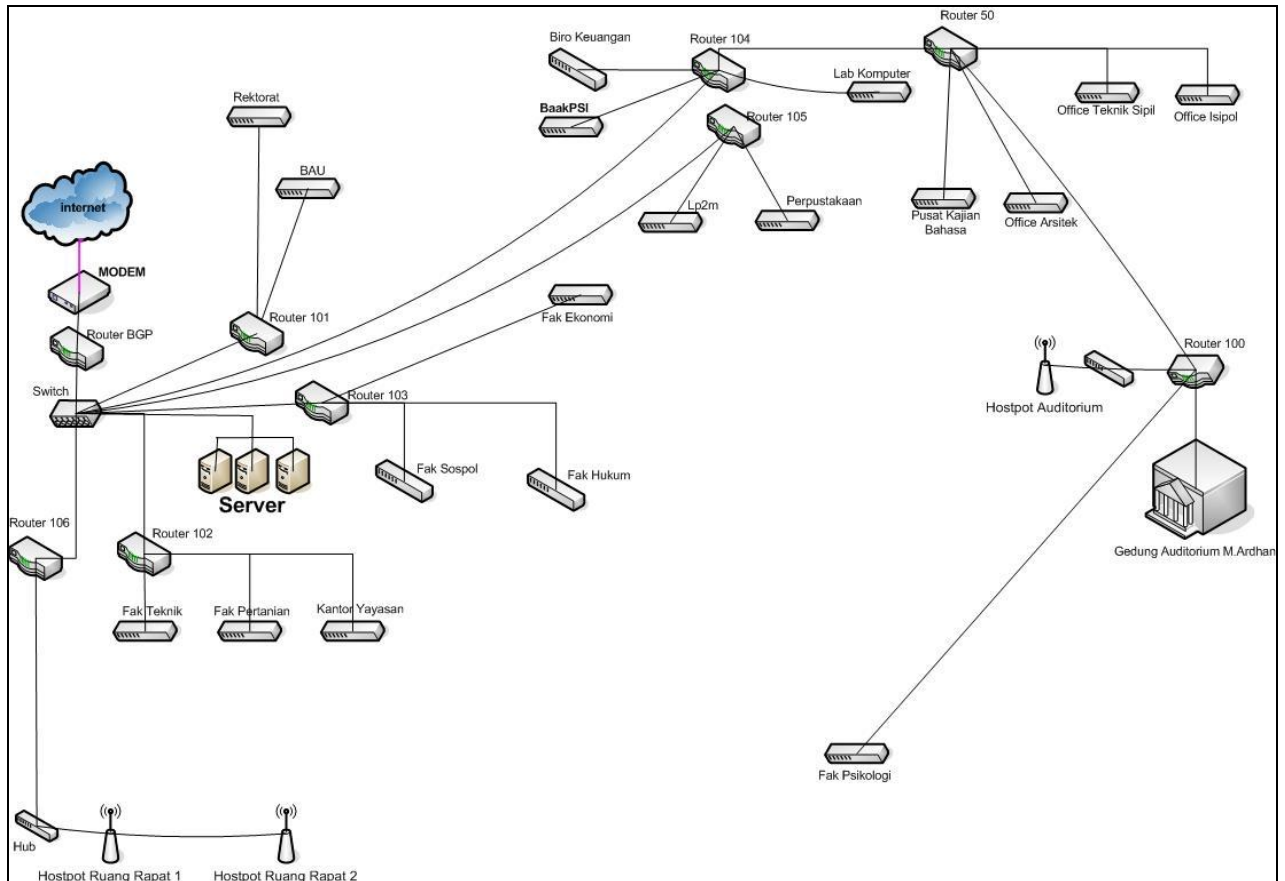 Router 50
Biro Keuangan
Router 104
Lab Komputer
Office Teknik Sipil
Office Isipol
Rektorat
BaakPSI
Router 105
BAU
internet
Lp2m
Perpustakaan
Pusat Kajian
Bahasa
Office Arsitek
MODEM
Router 101
Fak Ekonomi
Router BGP
Router 100
Switch
Router 103
Hostpot Auditorium
Fak Sospol
Fak Hukum
Server
Router 106
Router 102
Gedung Auditorium M.Ardhan
Fak Teknik
Fak Pertanian
Kantor Yayasan
Fak Psikologi
Hub
Hostpot Ruang Rapat 1
Hostpot Ruang Rapat 2